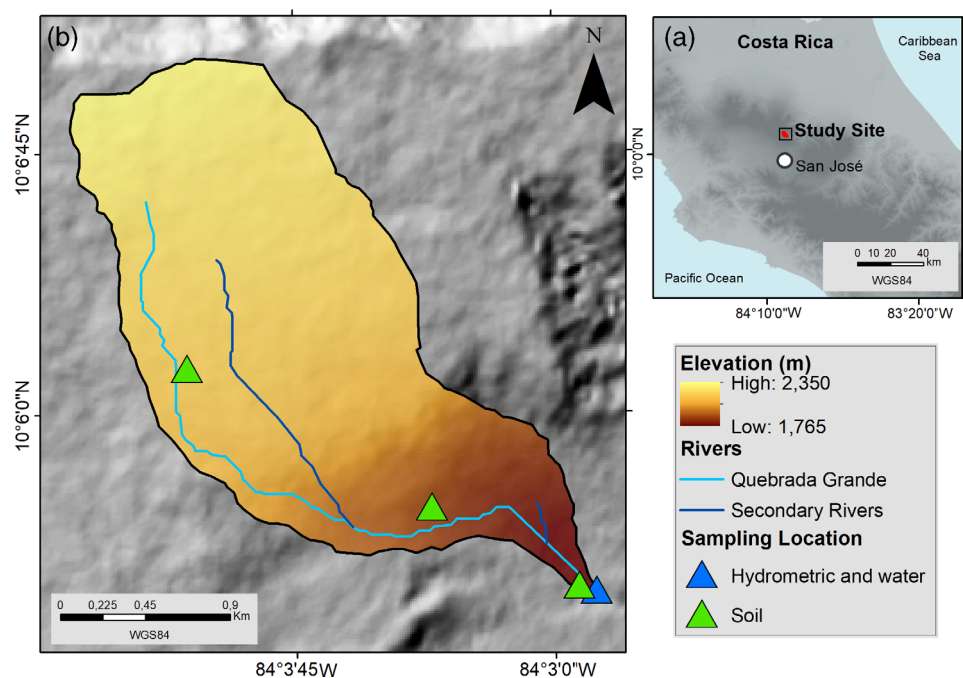 (b)
N
10°6'45"N
10°6'0"N
0 0,225 0,45 0,9
Km
WGS84
84°3'45"W
84°3'0"W
(a)
Costa Rica
Caribbean
Sea
Study Site
San José
10°0'0"N
Pacific Ocean
0 10 20 40
km
WGS84
84°10'0"W
83°20'0"W
Elevation (m)
High: 2,350
Low: 1,765
Rivers
Quebrada Grande
Secondary Rivers
Sampling Location
Hydrometric and water
Soil